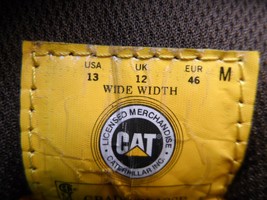 USA UK EUR M
13 12 46
WIDE WIDTH
LICENSED MERCHANDISE
CAT
CATERPILLAR INC.